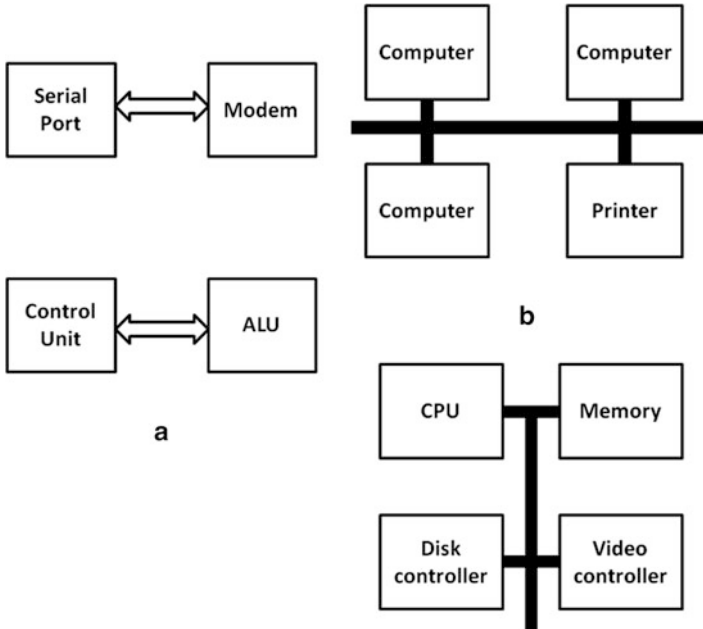 Serial
Port
Modem
Control
Unit
ALU
a
Computer
Computer
Computer
Printer
b
CPU
Memory
Disk
controller
Video
controller